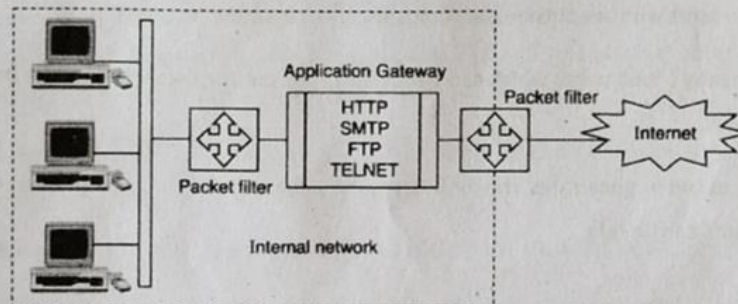 Application Gateway
Packet filter
HTTP
SMTP
FTP
TELNET
Internet
Packet filter
Internal network